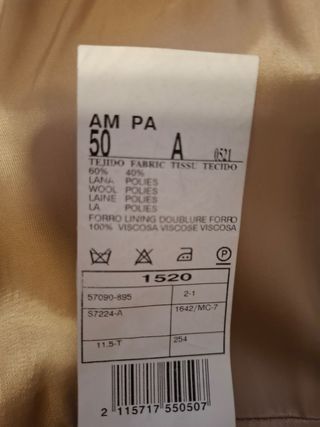 AM PA
50 A 0521
TEJIDO FABRIC TISSU TECIDO
60% 40%
LANA POLIES
WOOL POLIES
LAINE POLIES
LA POLIES
FORRO LINING DOUBLURE FORRO
100% VISCOSA VISCOSE VISCOSA
P
1520
57090-895 2-1
S7224-A 1642/MC-7
11.5-T 254
2 115717 550507